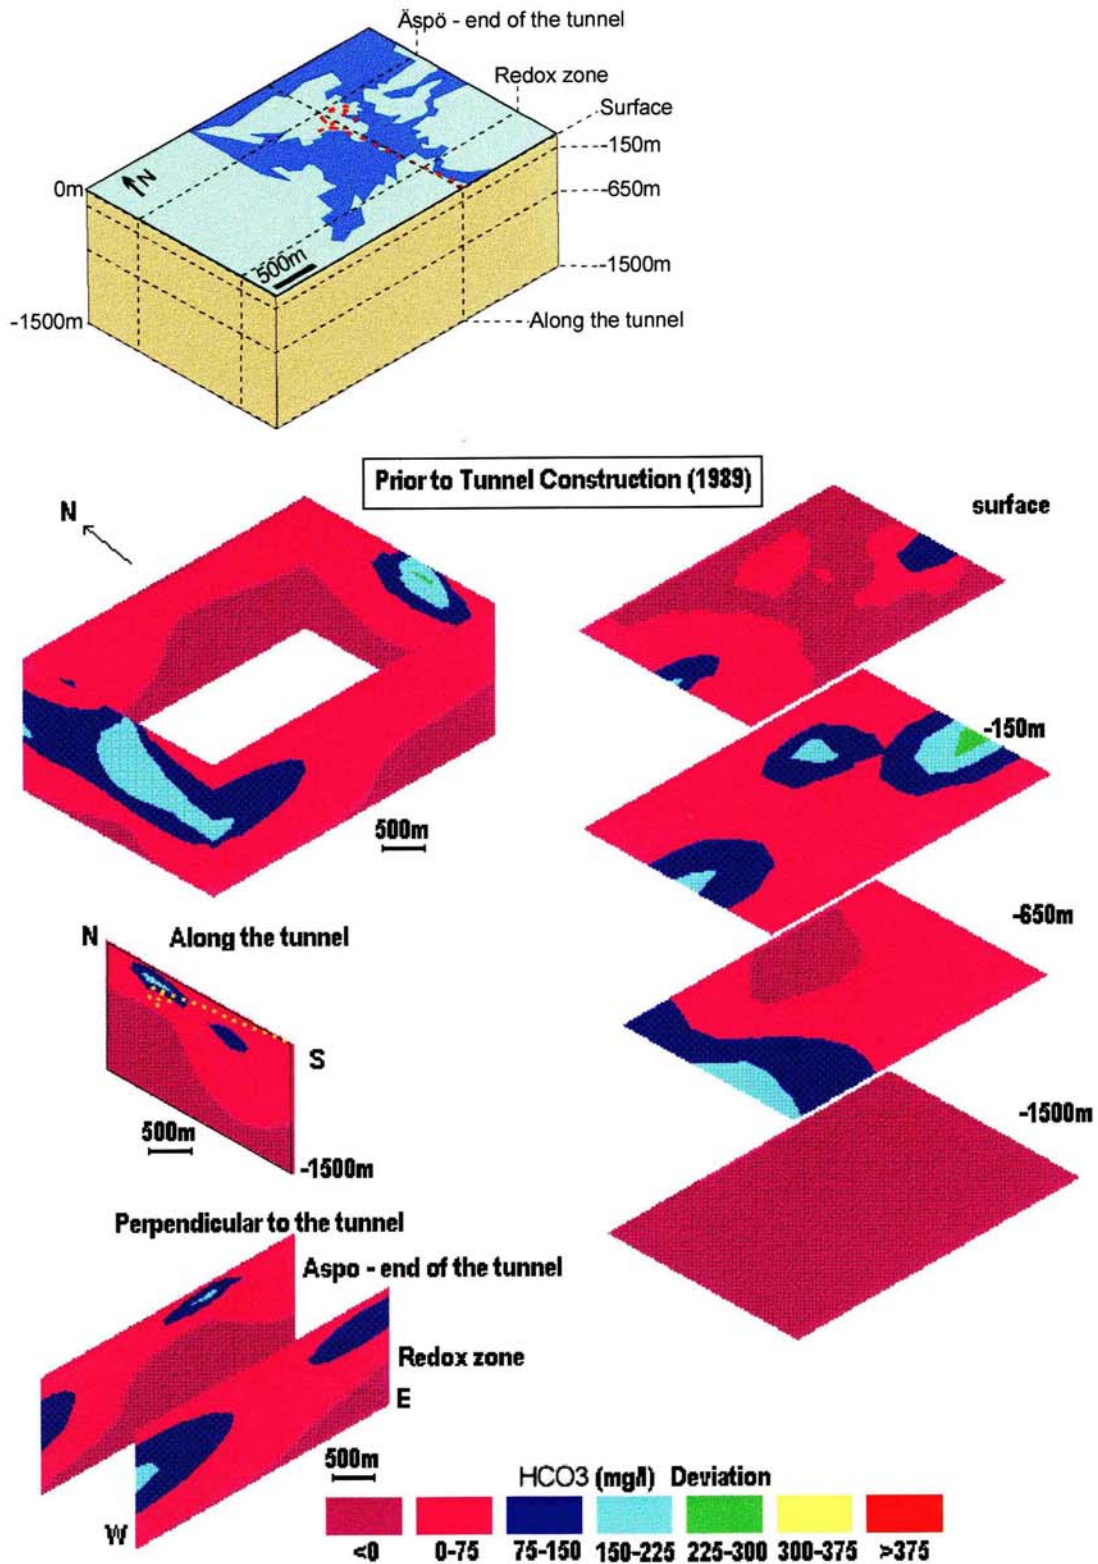 Äspö - end of the tunnel
Redox zone
Surface
-150m
-650m
0m
N
500m
-1500m
-1500m
Along the tunnel
Prior to Tunnel Construction (1989)
N
surface
-150m
500m
-650m
N
Along the tunnel
S
500m
-1500m
-1500m
Perpendicular to the tunnel
Aspo - end of the tunnel
Redox zone
E
500m
W
HCO3 (mg/l) Deviation
<0 0-75 75-150 150-225 225-300 300-375 >375